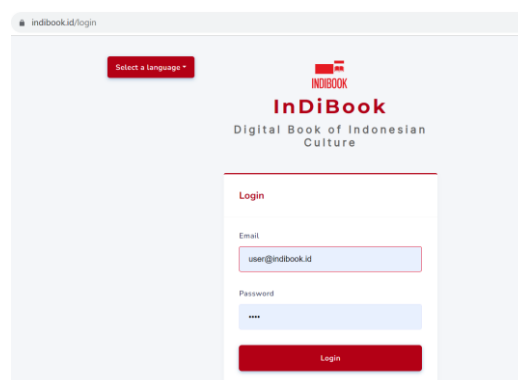 indibook.id/login
Select a language
INDIBOOK
InDiBook
Digital Book of Indonesian
Culture
Login
Email
user@indibook.id
Password
••••
Login